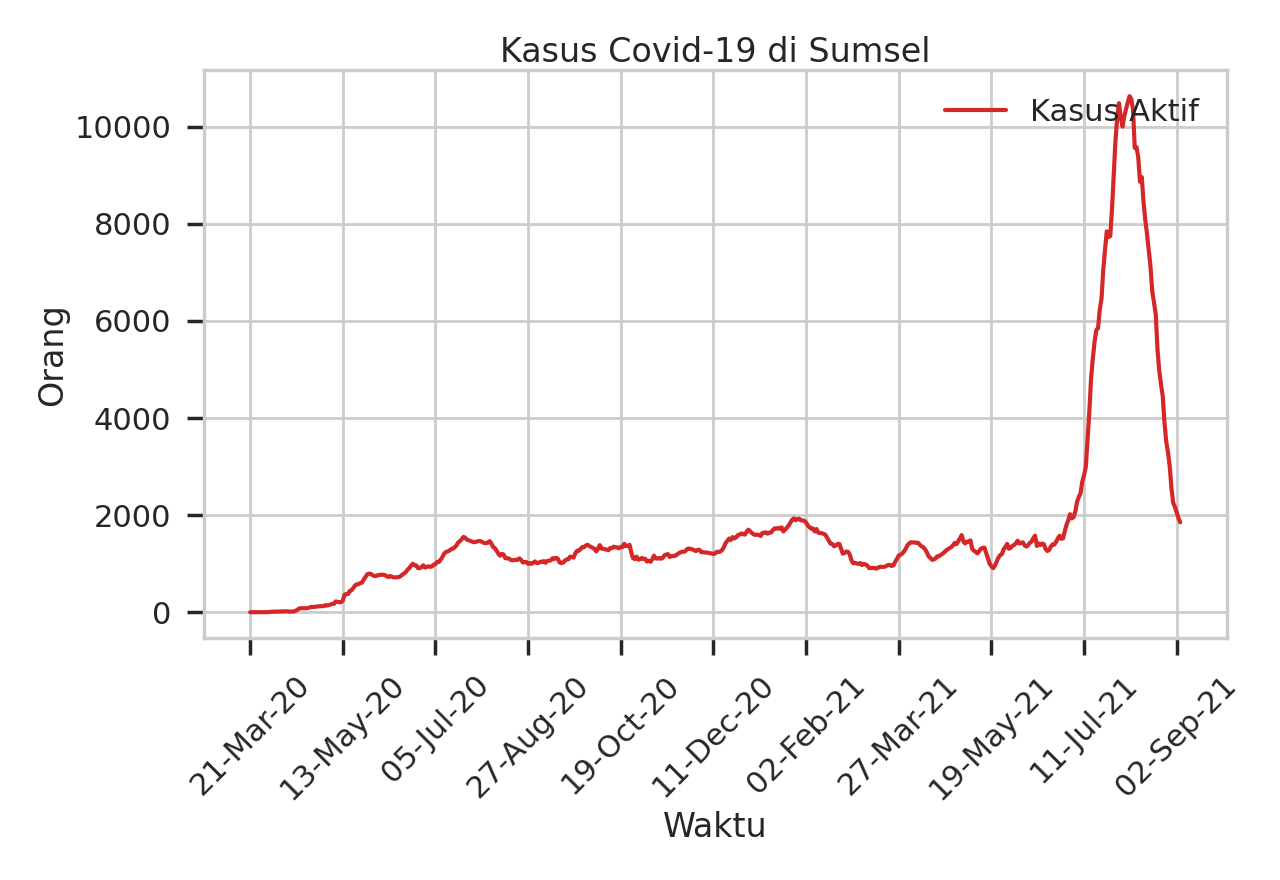 Kasus Covid-19 di Sumsel
Kasus Aktif
Orang
10000
8000
6000
4000
2000
0
21-Mar-20
13-May-20
05-Jul-20
27-Aug-20
19-Oct-20
11-Dec-20
02-Feb-21
27-Mar-21
19-May-21
11-Jul-21
02-Sep-21
Waktu